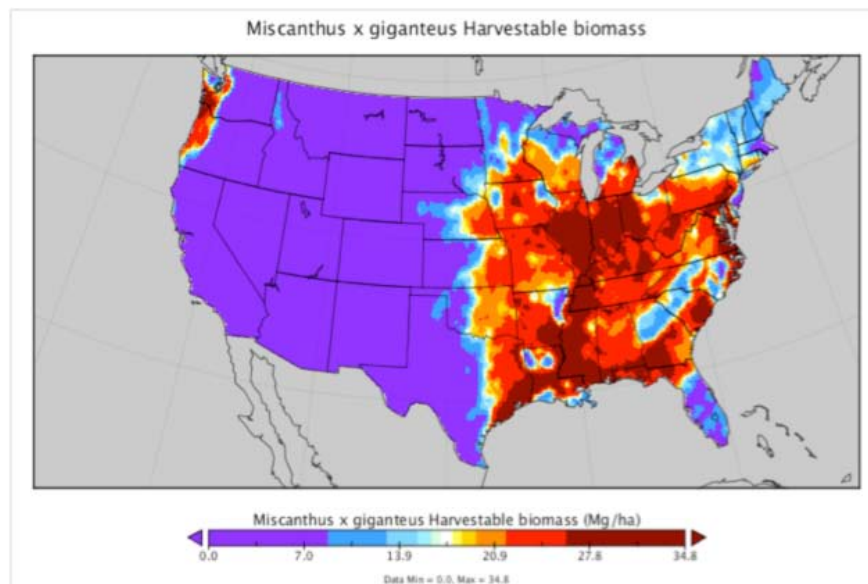 Miscanthus x giganteus Harvestable biomass
Miscanthus x giganteus Harvestable biomass (Mg/ha)
0.0 7.0 13.9 20.9 27.8 34.8
Data Min = 0.0, Max = 34.8